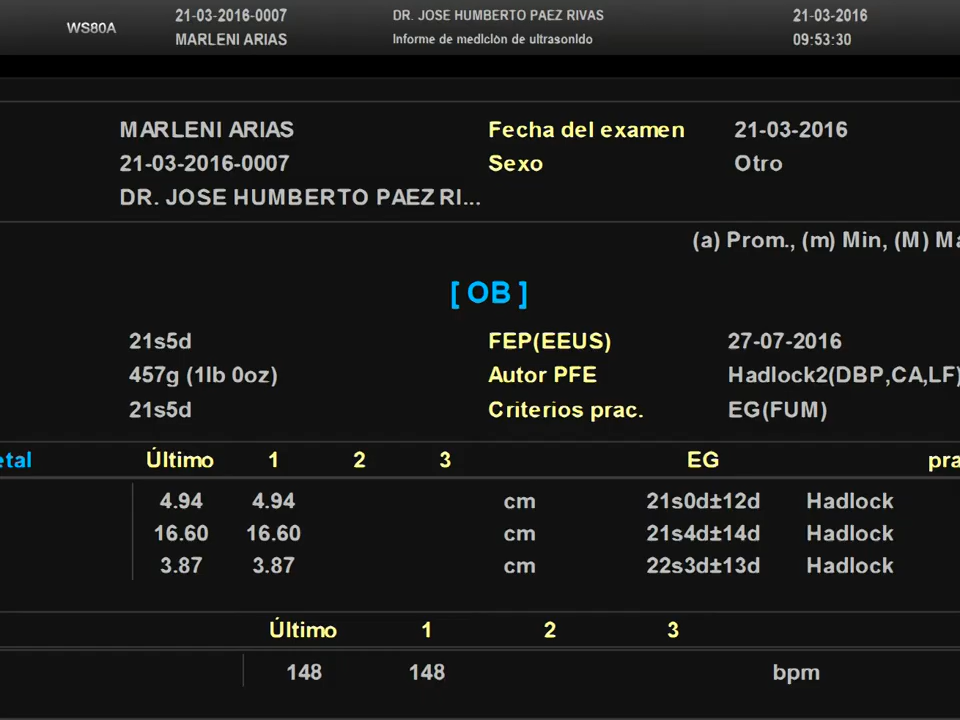 WS80A 21-03-2016-0007 DR. JOSE HUMBERTO PAEZ RIVAS 21-03-2016
MARLENI ARIAS Informe de medición de ultrasonido 09:53:30
MARLENI ARIAS Fecha del examen 21-03-2016
21-03-2016-0007 Sexo Otro
DR. JOSE HUMBERTO PAEZ RI...
(a) Prom., (m) Min, (M) Ma
[ OB ]
21s5d FEP(EEUS) 27-07-2016
457g (1lb 0oz) Autor PFE Hadlock2(DBP,CA,LF)
21s5d Criterios prac. EG(FUM)
etal Último 1 2 3 EG pra
4.94 4.94 cm 21s0d±12d Hadlock
16.60 16.60 cm 21s4d±14d Hadlock
3.87 3.87 cm 22s3d±13d Hadlock
Último 1 2 3
148 148 bpm